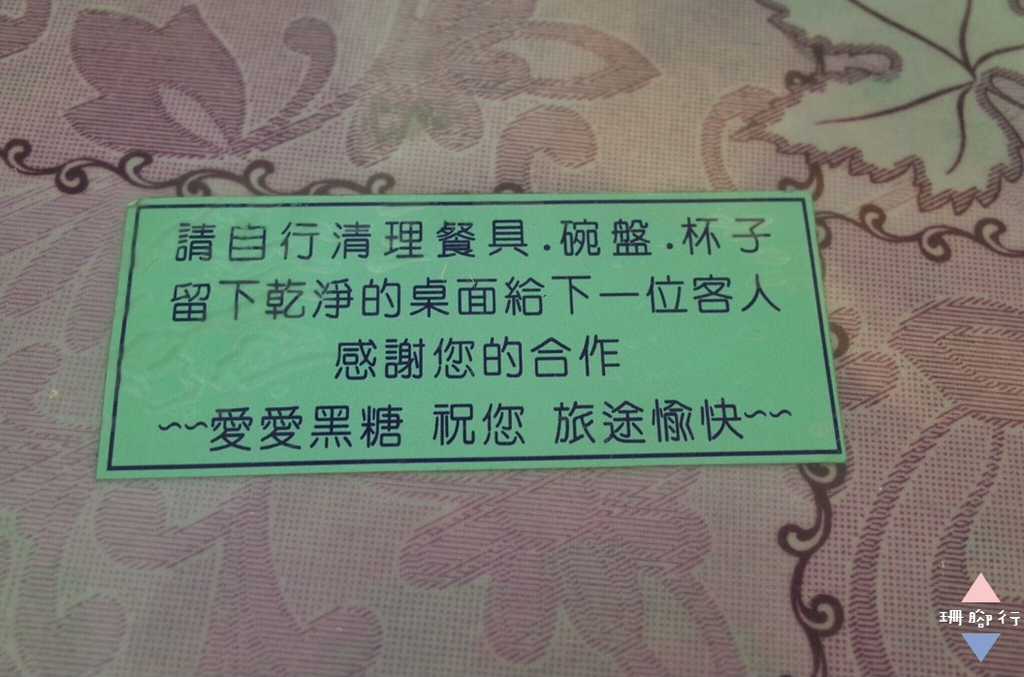 請自行清理餐具.碗盤.杯子
留下乾淨的桌面給下一位客人
感謝您的合作
~~愛愛黑糖 祝您 旅途愉快~~
珊腳行